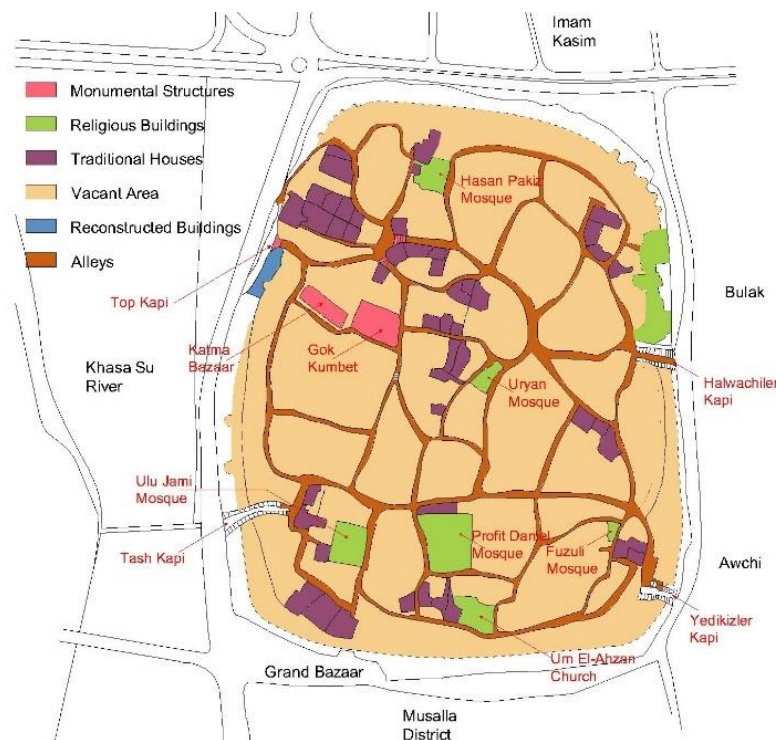 Imam
Kasim
Monumental Structures
Religious Buildings
Traditional Houses
Vacant Area
Reconstructed Buildings
Alleys
Hasan Pakiz
Mosque
Top Kapi
Bulak
Katma
Bazaar
Gok
Kumbet
Khasa Su
River
Uryan
Mosque
Halwachiler
Kapi
Ulu Jami
Mosque
Profit Daniel
Mosque
Fuzuli
Mosque
Tash Kapi
Awchi
Yedikizler
Kapi
Um El-Ahzan
Church
Grand Bazaar
Musalla
District